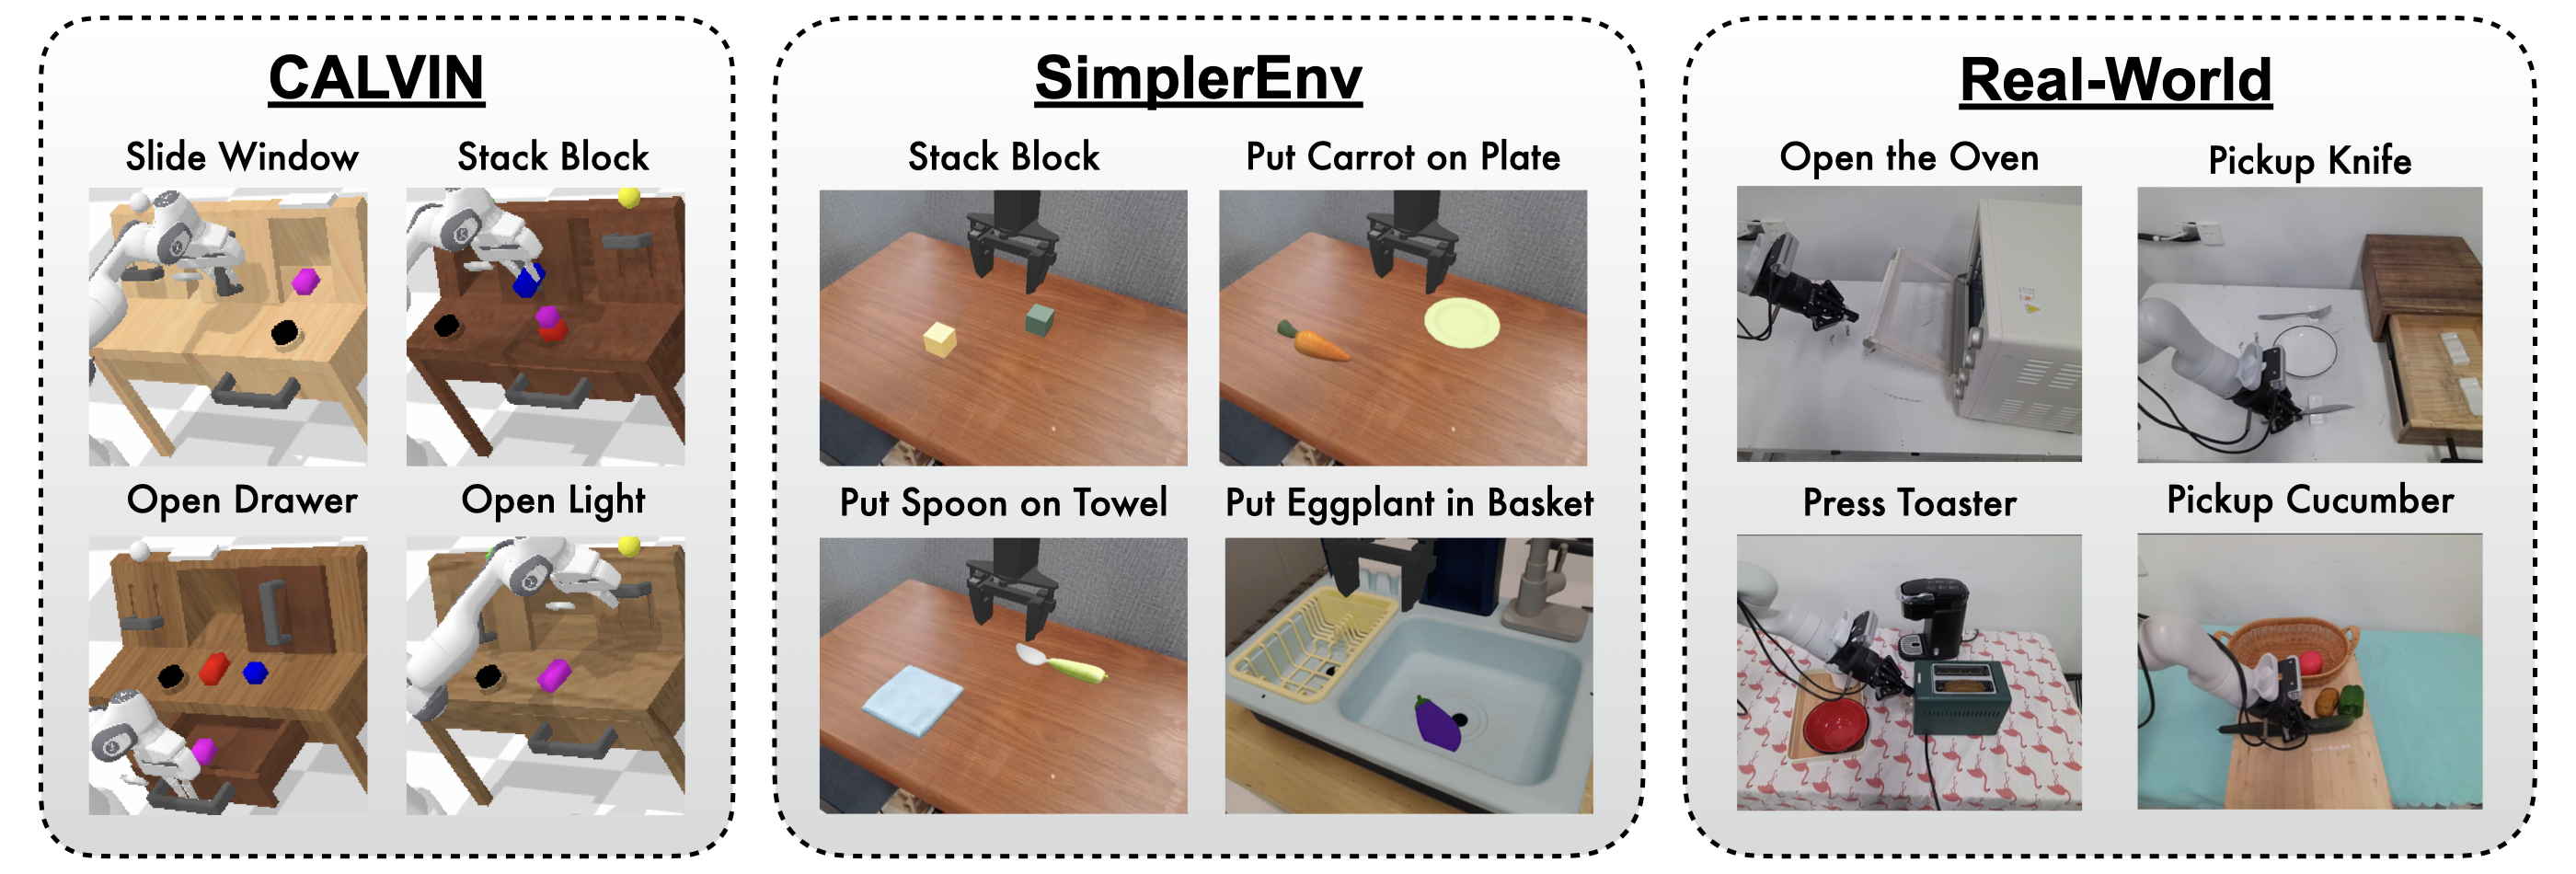 CALVIN
Slide Window
Stack Block
Open Drawer
Open Light
SimplerEnv
Stack Block
Put Carrot on Plate
Put Spoon on Towel
Put Eggplant in Basket
Real-World
Open the Oven
Pickup Knife
Press Toaster
Pickup Cucumber